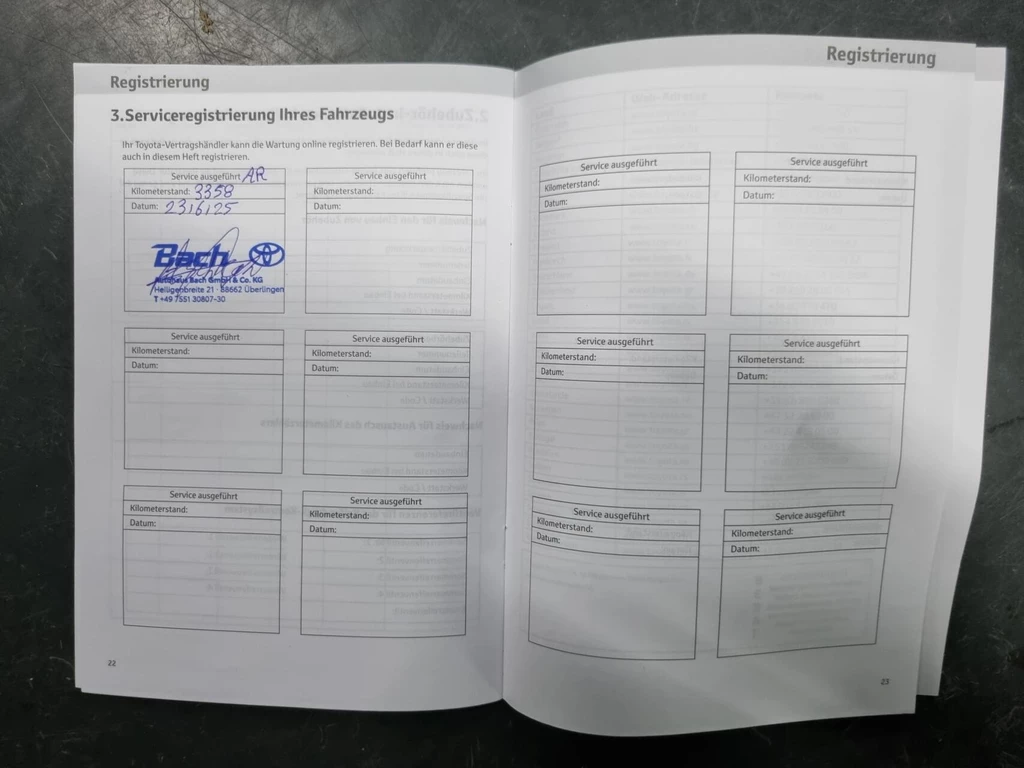 Registrierung
3.Serviceregistrierung Ihres Fahrzeugs
Ihr Toyota-Vertragshändler kann die Wartung online registrieren. Bei Bedarf kann er diese
auch in diesem Heft registrieren.
Service ausgeführt AR
Kilometerstand: 3358
Datum: 23/6/25
Bach
Autohaus Bach GmbH & Co. KG
Heiligenbreite 21 · 88662 Überlingen
T +49 7551 30807-30
Service ausgeführt
Kilometerstand:
Datum:
Service ausgeführt
Kilometerstand:
Datum:
Service ausgeführt
Kilometerstand:
Datum:
Service ausgeführt
Kilometerstand:
Datum:
Service ausgeführt
Kilometerstand:
Datum:
22
Registrierung
Service ausgeführt
Kilometerstand:
Datum:
Service ausgeführt
Kilometerstand:
Datum:
Service ausgeführt
Kilometerstand:
Datum:
Service ausgeführt
Kilometerstand:
Datum:
Service ausgeführt
Kilometerstand:
Datum:
Service ausgeführt
Kilometerstand:
Datum:
23